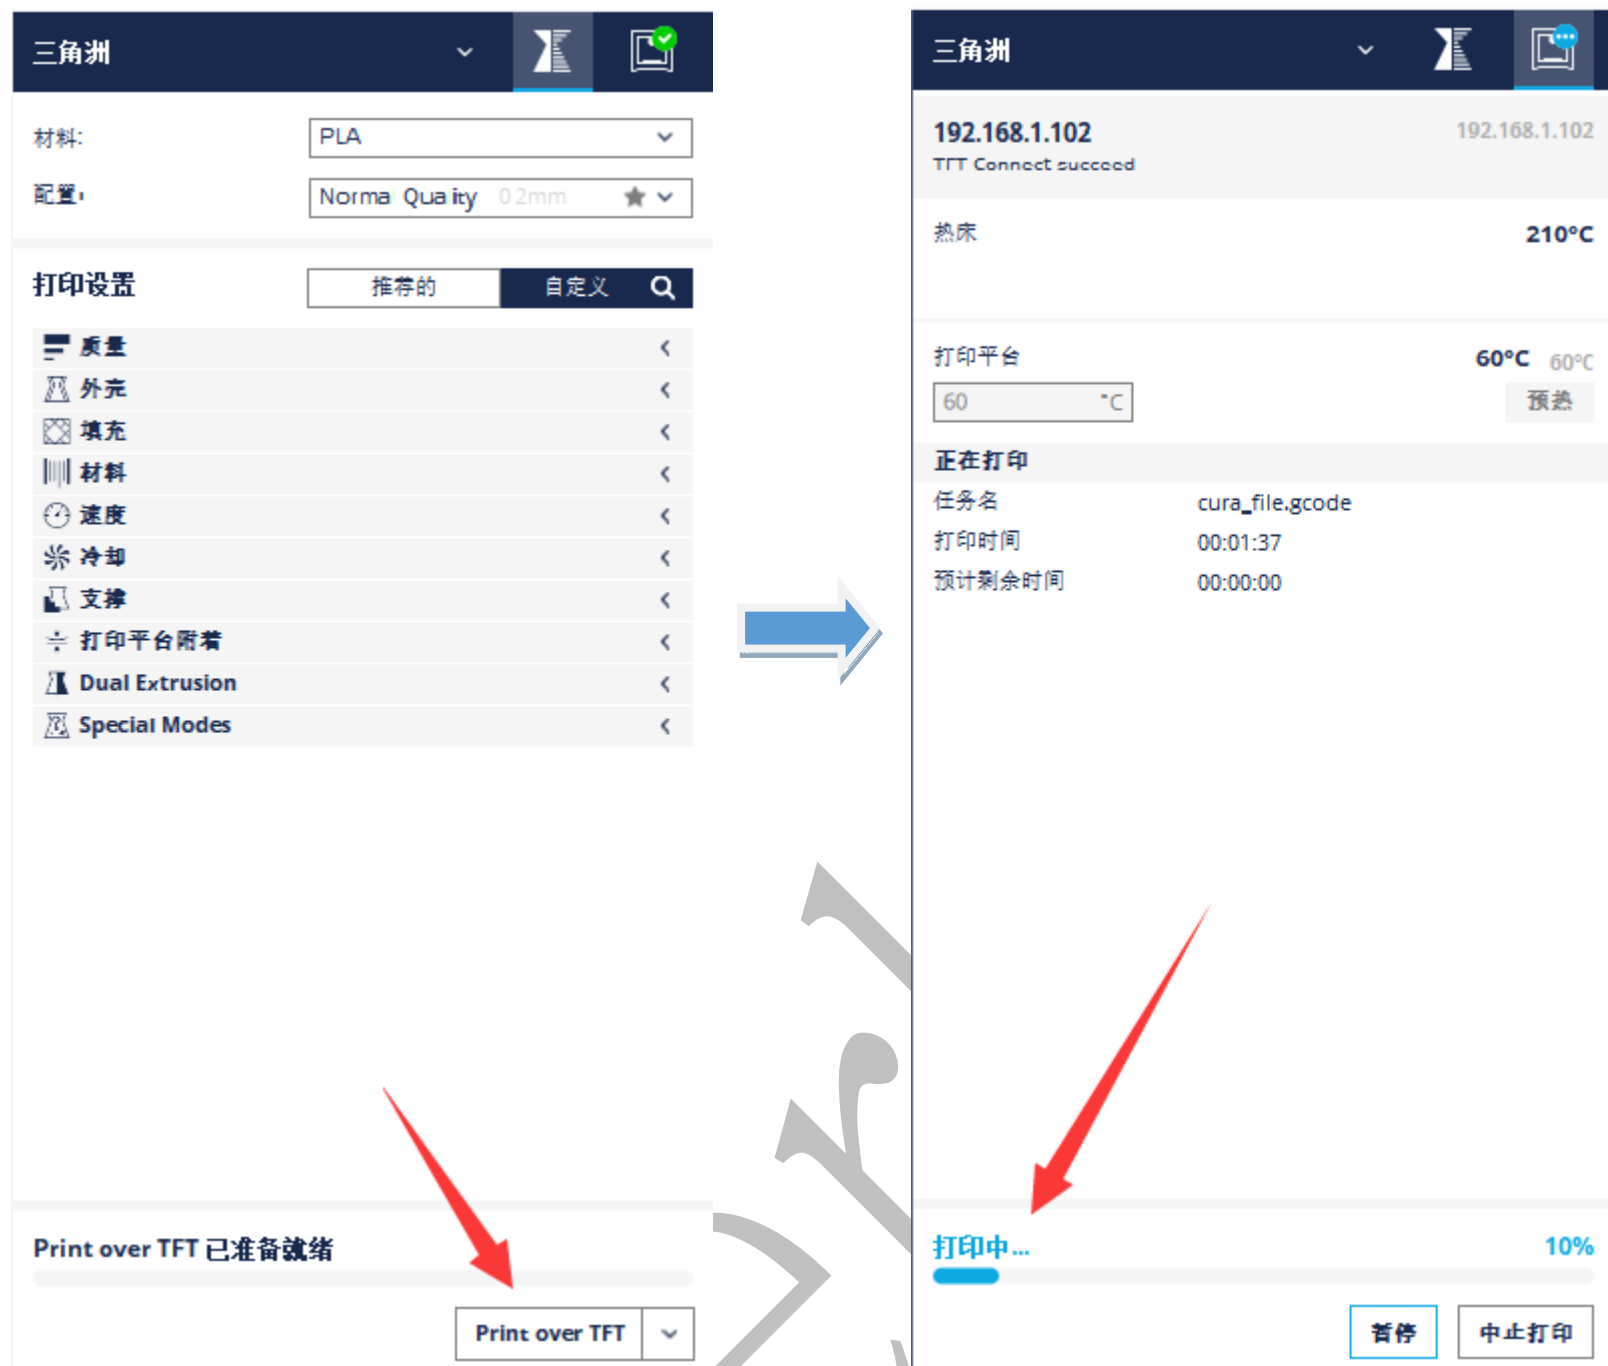 三角洲
材料:
PLA
配置:
Normal Quality 0.2mm
打印设置
推荐的
自定义
质量
外壳
填充
材料
速度
冷却
支撑
打印平台附着
Dual Extrusion
Special Modes
Print over TFT 已准备就绪
Print over TFT
三角洲
192.168.1.102
192.168.1.102
TFT Connect succeed
热床
210°C
打印平台
60°C 60°C
60 °C
预热
正在打印
任务名 cura_file.gcode
打印时间 00:01:37
预计剩余时间 00:00:00
打印中...
10%
暂停
中止打印